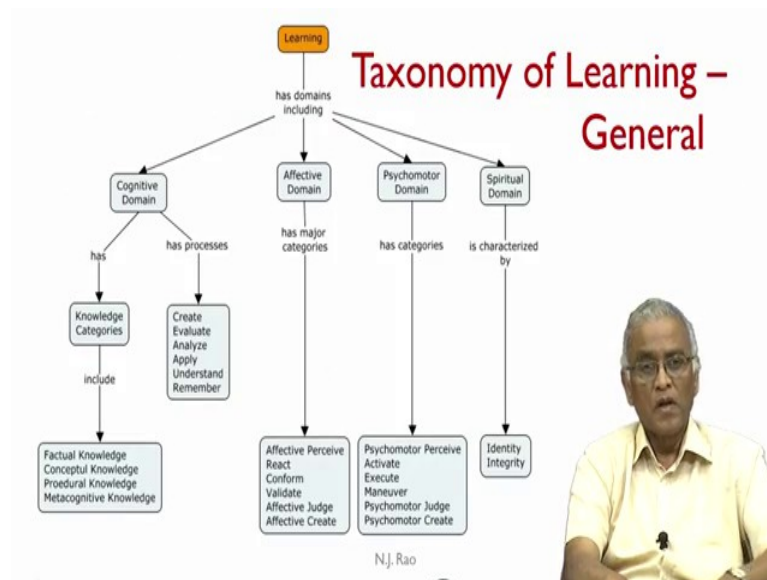 Learning
Taxonomy of Learning –
General
has domains
including
Cognitive
Domain
Affective
Domain
Psychomotor
Domain
Spiritual
Domain
has
has processes
has major
categories
has categories
is characterized
by
Knowledge
Categories
Create
Evaluate
Analyze
Apply
Understand
Remember
include
Factual Knowledge
Conceptul Knowledge
Proedural Knowledge
Metacognitive Knowledge
Affective Perceive
React
Conform
Validate
Affective Judge
Affective Create
Psychomotor Perceive
Activate
Execute
Maneuver
Psychomotor Judge
Psychomotor Create
Identity
Integrity
N.J. Rao